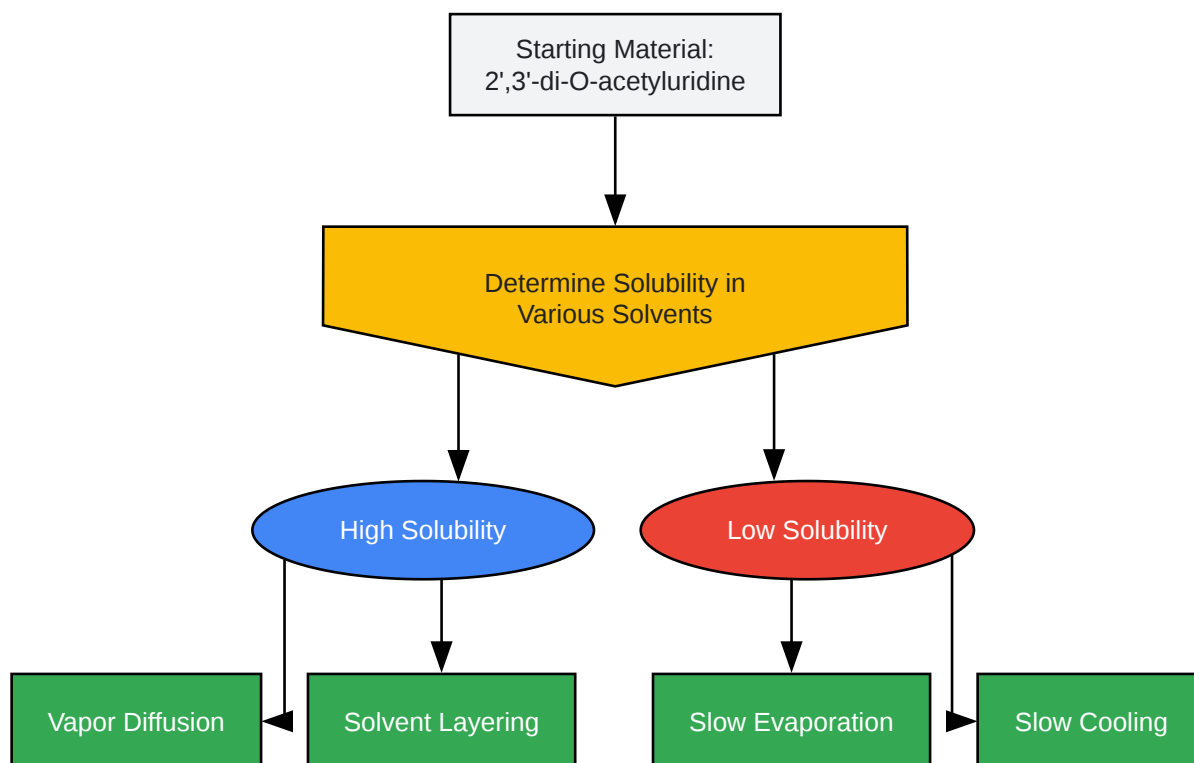 Starting Material:
2',3'-di-O-acetyluridine
Determine Solubility in
Various Solvents
High Solubility
Low Solubility
Vapor Diffusion
Solvent Layering
Slow Evaporation
Slow Cooling